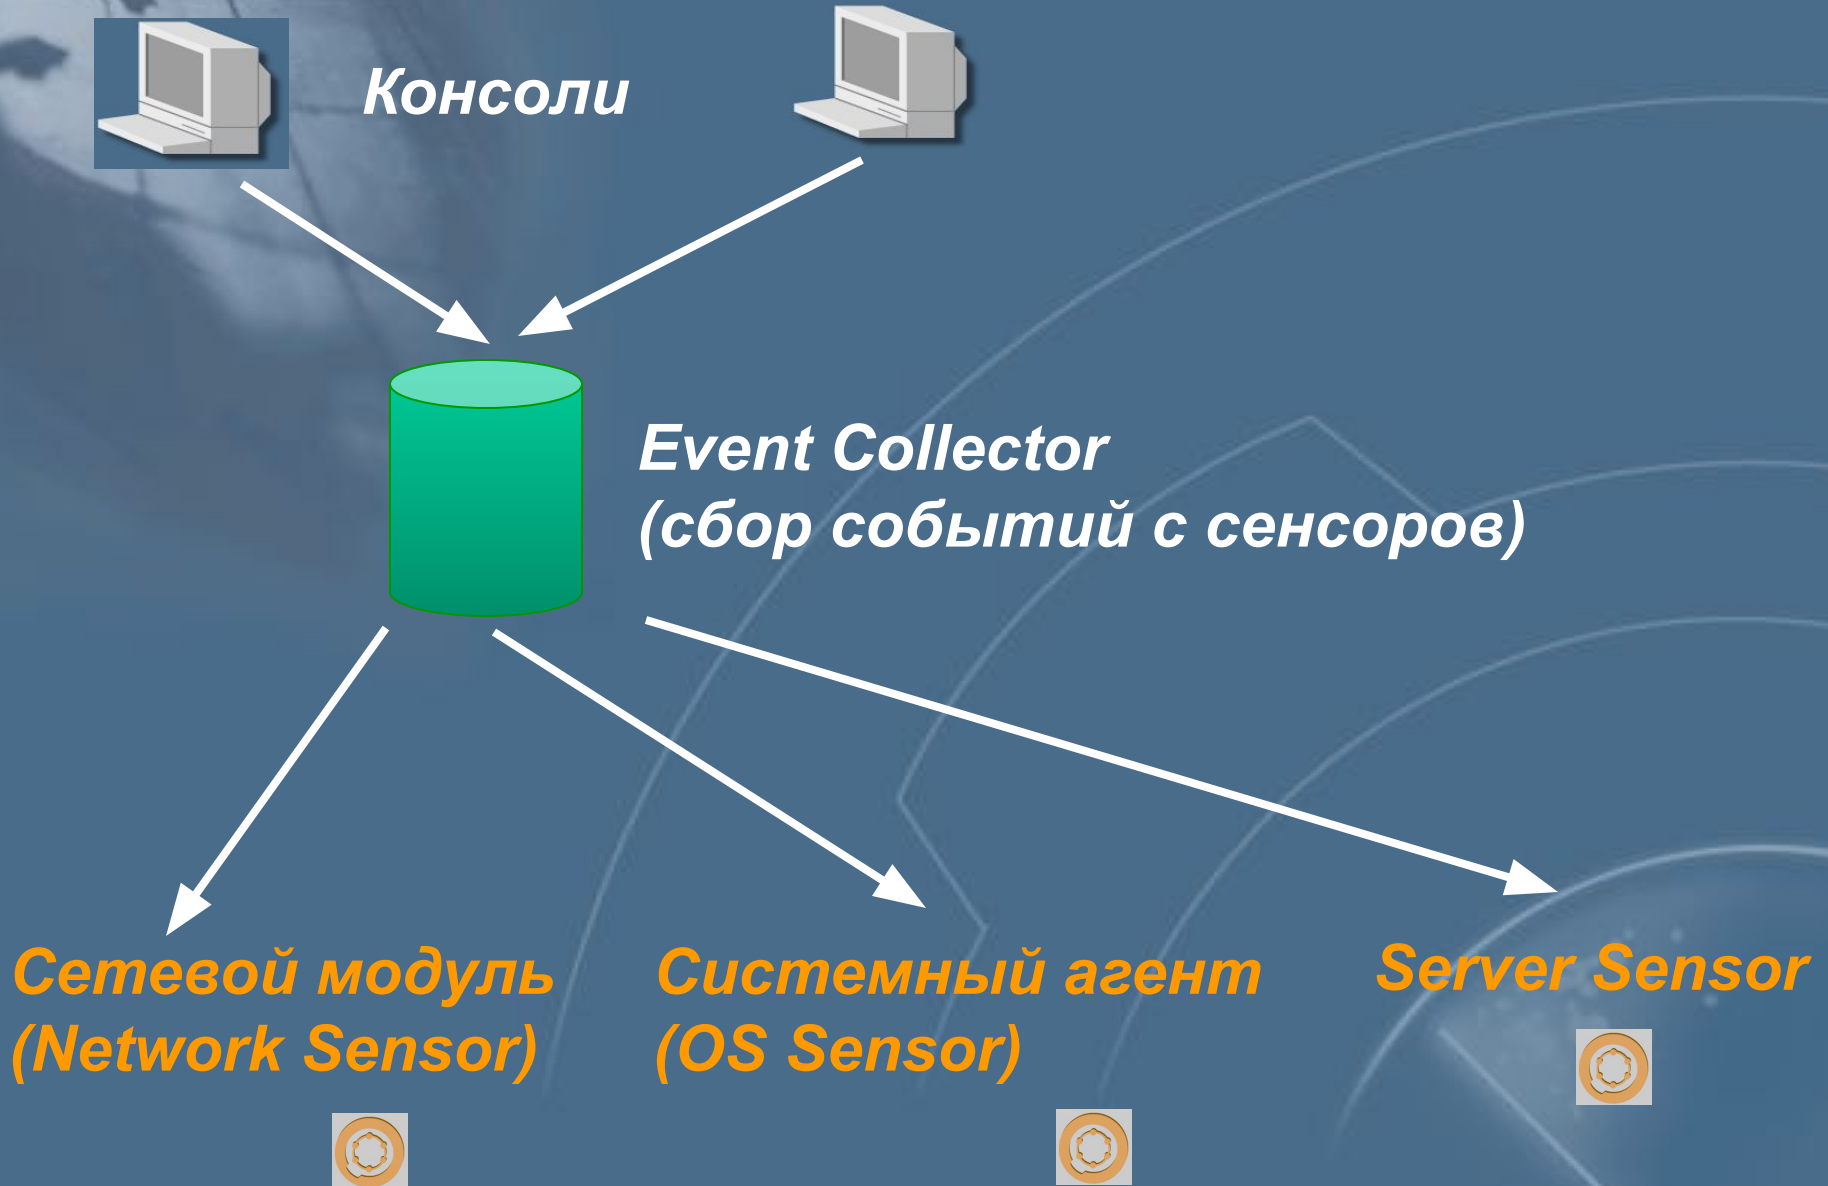 Консоли
Event Collector
(сбор событий с сенсоров)
Сетевой модуль
(Network Sensor)
Системный агент
(OS Sensor)
Server Sensor